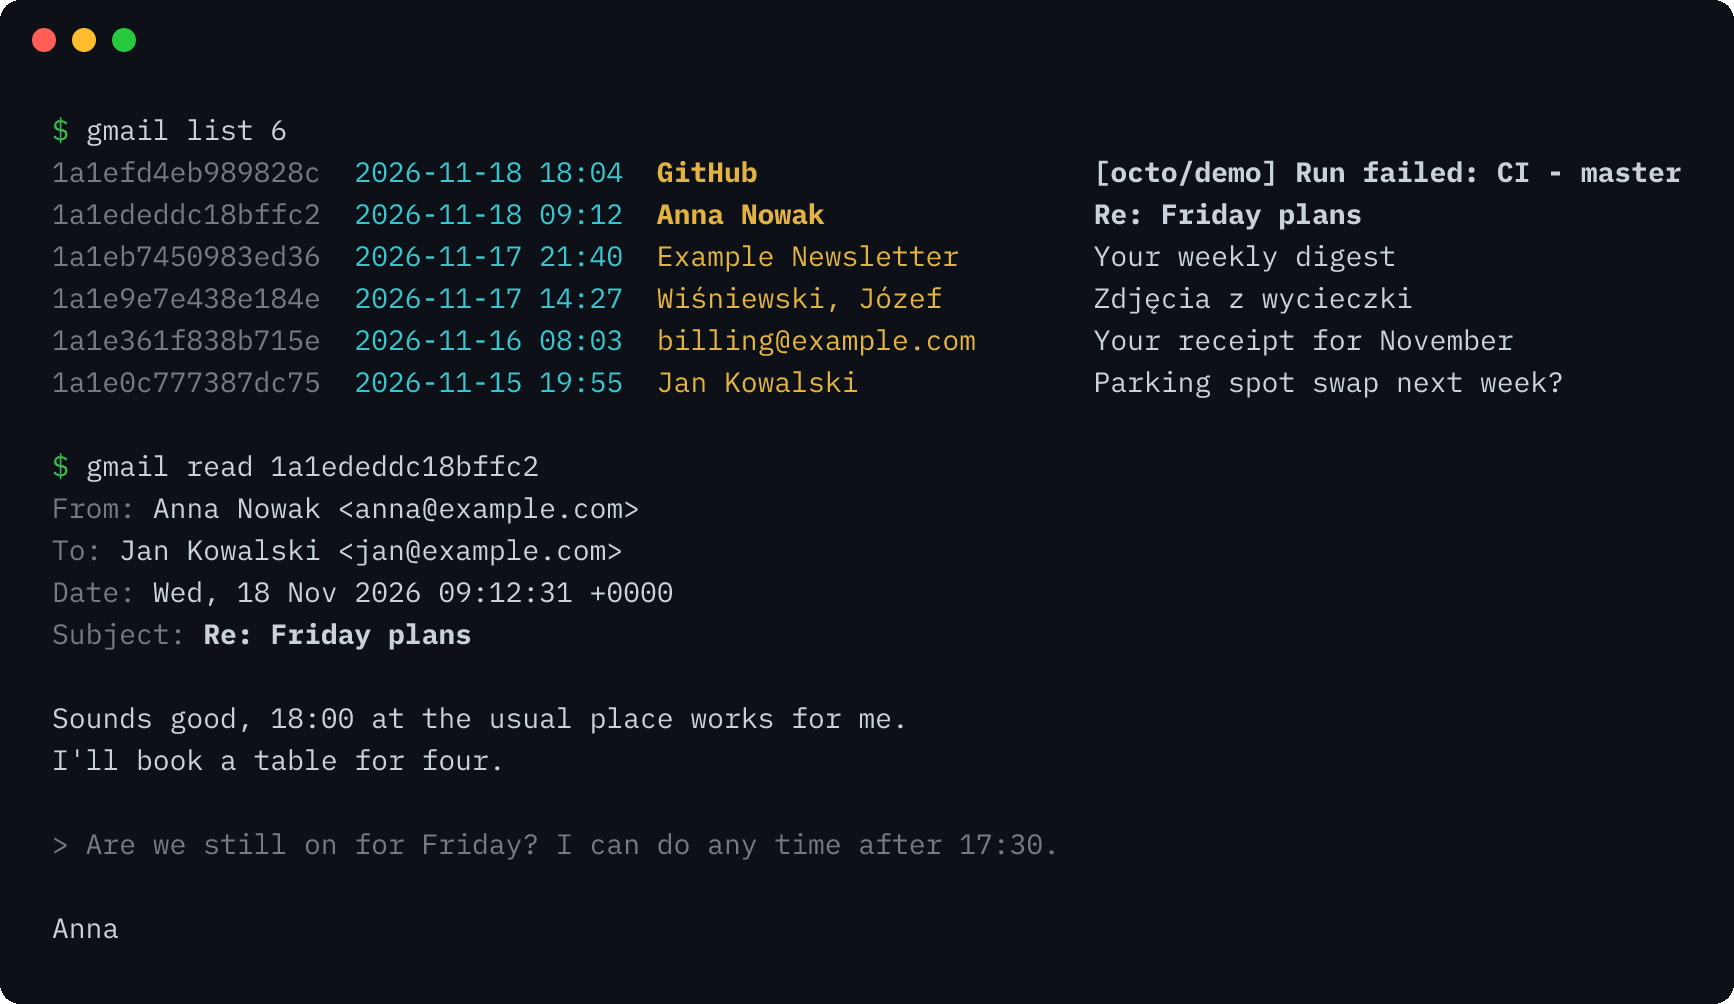 $ gmail list 6
1a1efd4eb989828c  2026-11-18 18:04  GitHub                    [octo/demo] Run failed: CI - master
1a1ededdc18bffc2  2026-11-18 09:12  Anna Nowak                Re: Friday plans
1a1eb7450983ed36  2026-11-17 21:40  Example Newsletter        Your weekly digest
1a1e9e7e438e184e  2026-11-17 14:27  Wiśniewski, Józef         Zdjęcia z wycieczki
1a1e361f838b715e  2026-11-16 08:03  billing@example.com       Your receipt for November
1a1e0c777387dc75  2026-11-15 19:55  Jan Kowalski              Parking spot swap next week?
$ gmail read 1a1ededdc18bffc2
From: Anna Nowak <anna@example.com>
To: Jan Kowalski <jan@example.com>
Date: Wed, 18 Nov 2026 09:12:31 +0000
Subject: Re: Friday plans
Sounds good, 18:00 at the usual place works for me.
I'll book a table for four.
> Are we still on for Friday? I can do any time after 17:30.
Anna